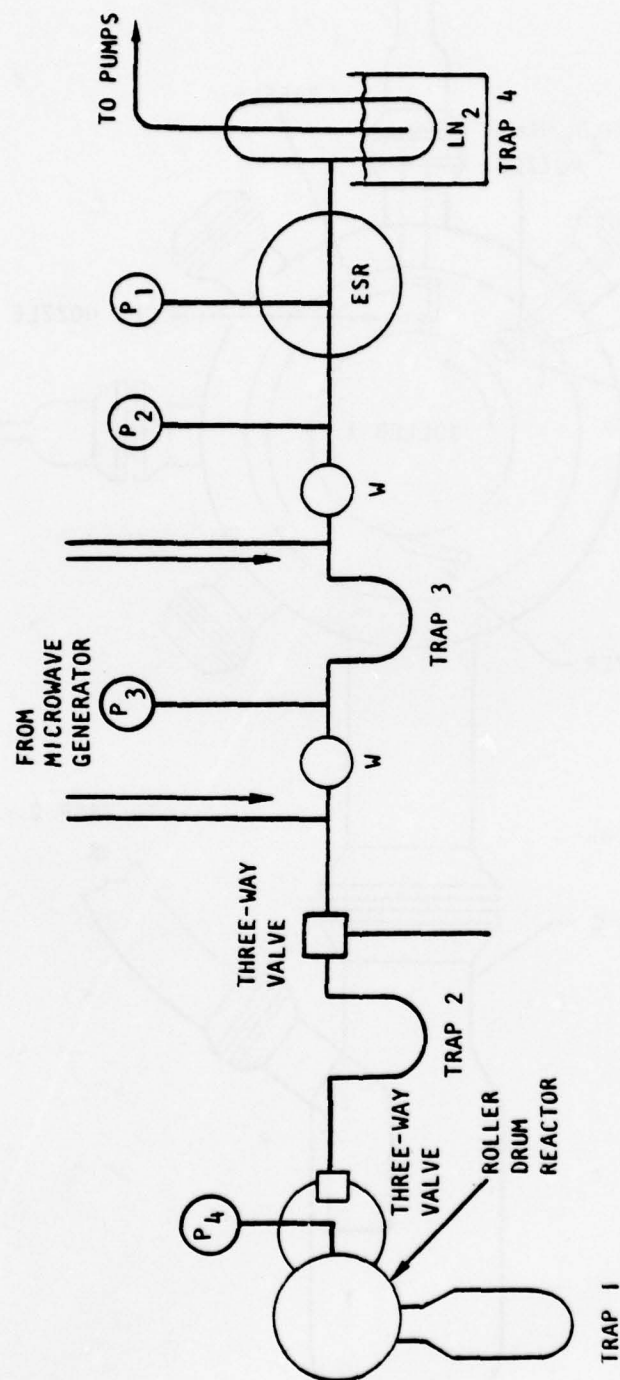 TO PUMPS
LN2
TRAP 4
P1
ESR
P2
W
TRAP 3
FROM
MICROWAVE
GENERATOR
P3
W
THREE-WAY
VALVE
TRAP 2
THREE-WAY
VALVE
ROLLER
DRUM
REACTOR
P4
TRAP 1